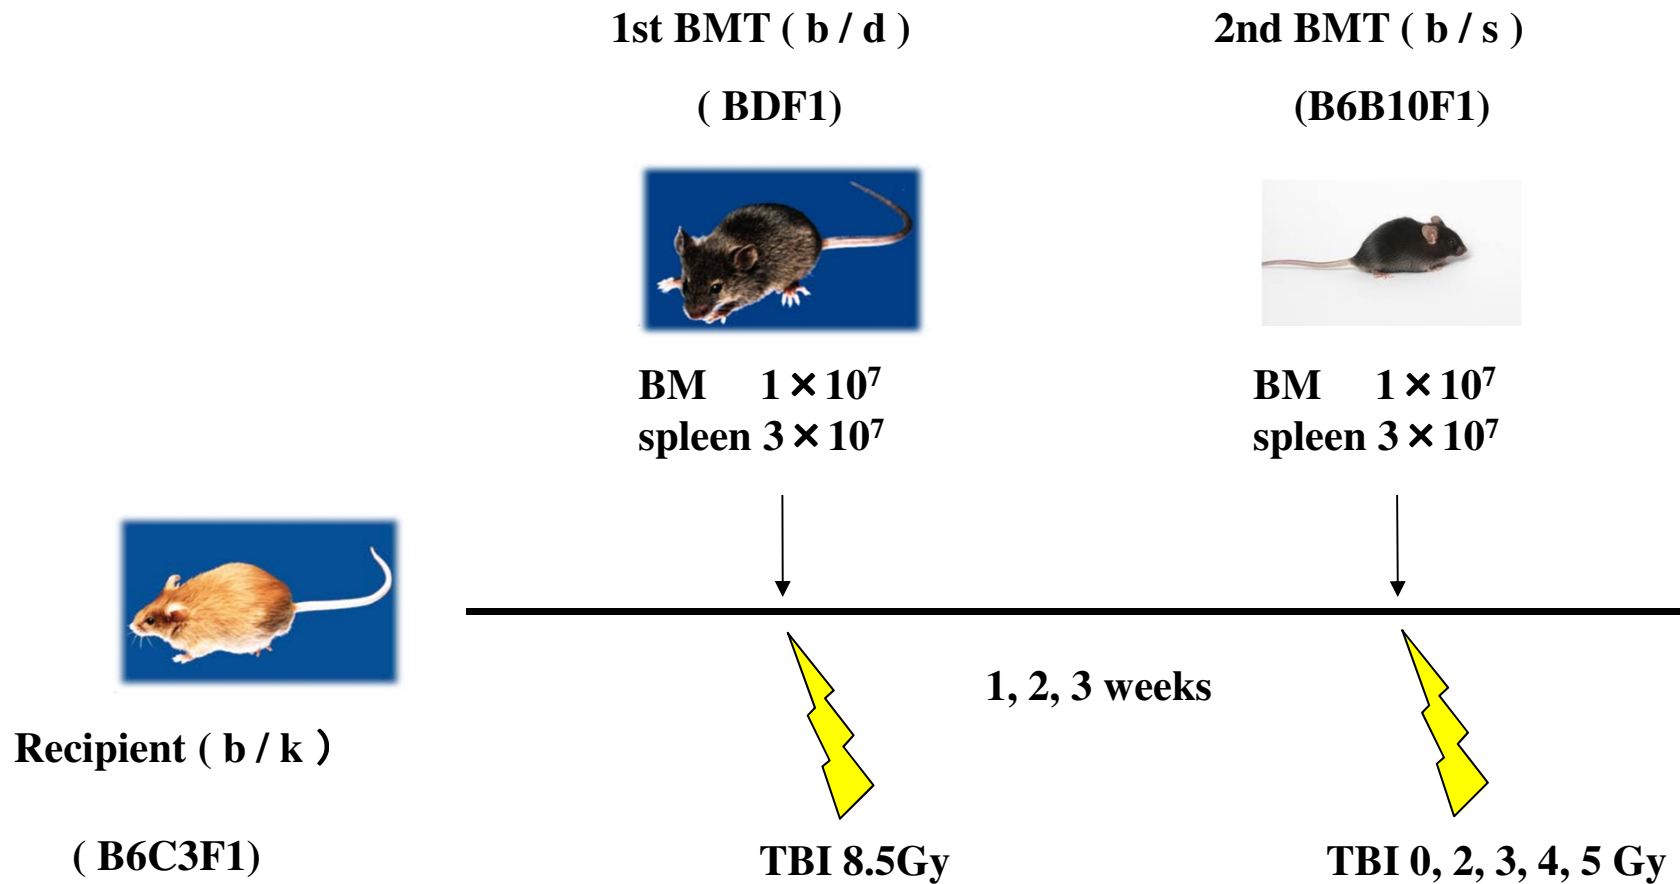 1st BMT ( b / d )
( BDF1)
BM 1 × 10⁷
spleen 3 × 10⁷
2nd BMT ( b / s )
(B6B10F1)
BM 1 × 10⁷
spleen 3 × 10⁷
Recipient ( b / k ）
( B6C3F1)
1, 2, 3 weeks
TBI 8.5Gy
TBI 0, 2, 3, 4, 5 Gy